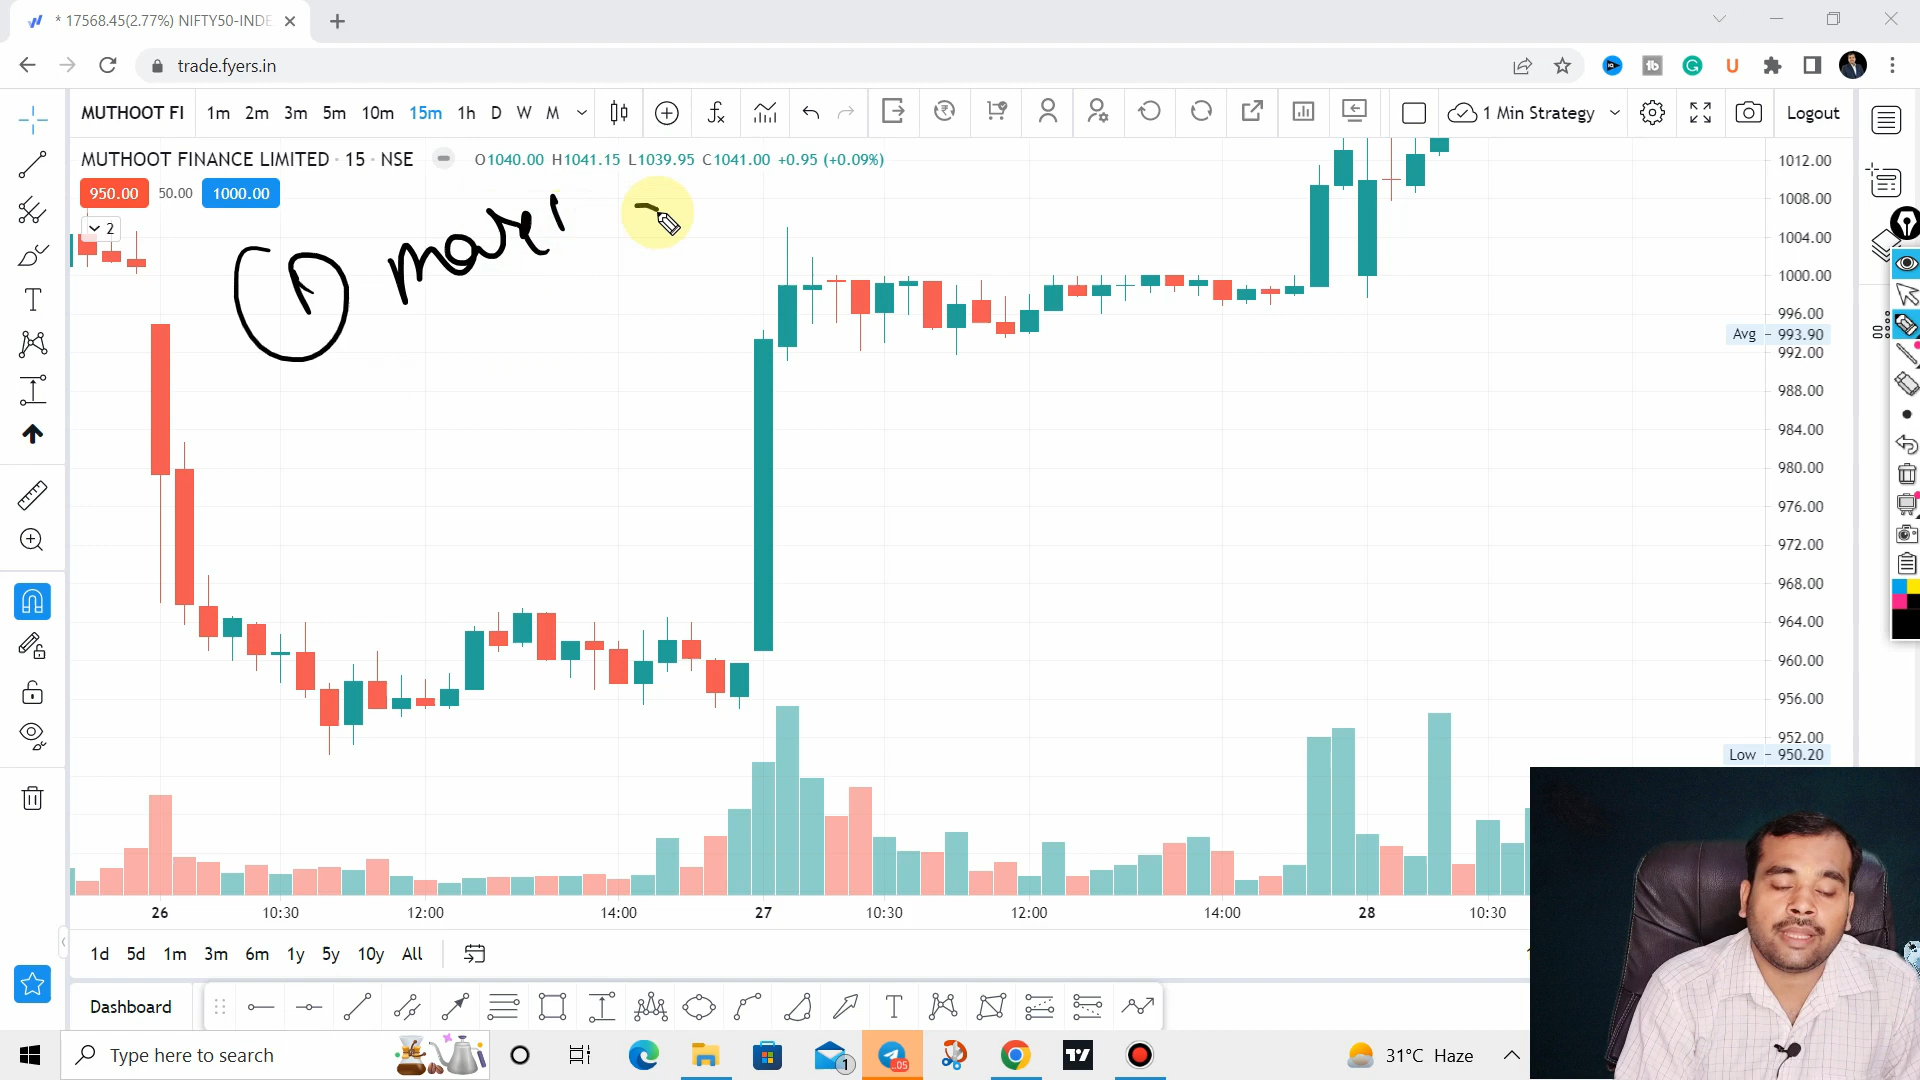 * 17568.45(2.77%) NIFTY50-INDE
trade.fyers.in
MUTHOOT FI 1m 2m 3m 5m 10m 15m 1h D W M 1 Min Strategy Logout
MUTHOOT FINANCE LIMITED · 15 · NSE O1040.00 H1041.15 L1039.95 C1041.00 +0.95 (+0.09%)
950.00 50.00 1000.00
2
1
1012.00
1008.00
1004.00
1000.00
996.00
Avg 993.90
992.00
988.00
984.00
980.00
976.00
972.00
968.00
964.00
960.00
956.00
952.00
Low 950.20
26 10:30 12:00 14:00 27 10:30 12:00 14:00 28 10:30
1d 5d 1m 3m 6m 1y 5y 10y All
Dashboard
Type here to search 1 .05 31°C Haze